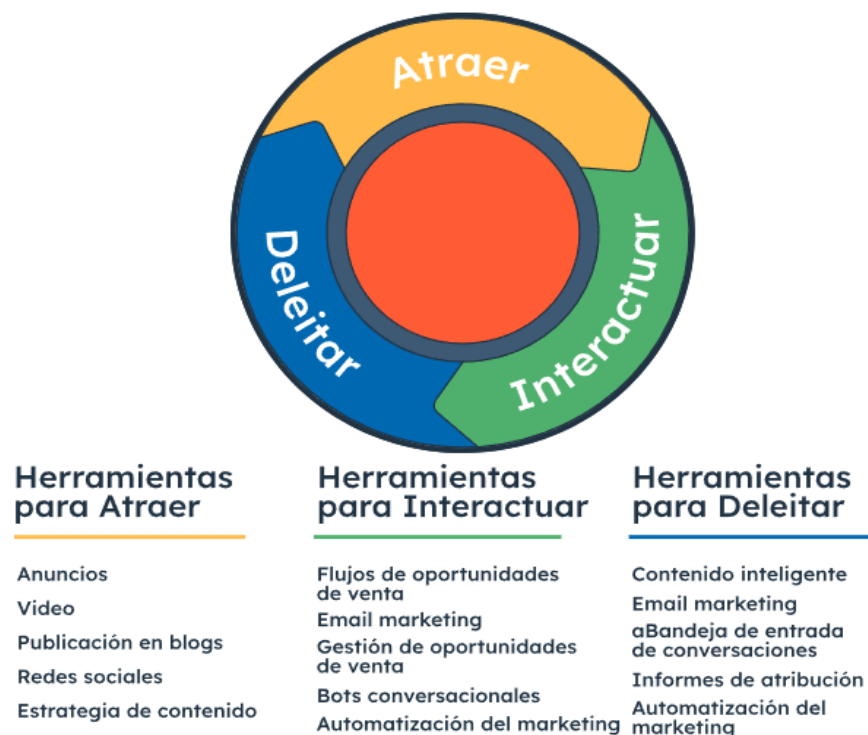 Atraer
Interactuar
Deleitar
Herramientas
para Atraer
Anuncios
Video
Publicación en blogs
Redes sociales
Estrategia de contenido
Herramientas
para Interactuar
Flujos de oportunidades
de venta
Email marketing
Gestión de oportunidades
de venta
Bots conversacionales
Automatización del marketing
Herramientas
para Deleitar
Contenido inteligente
Email marketing
aBandeja de entrada
de conversaciones
Informes de atribución
Automatización del
marketing